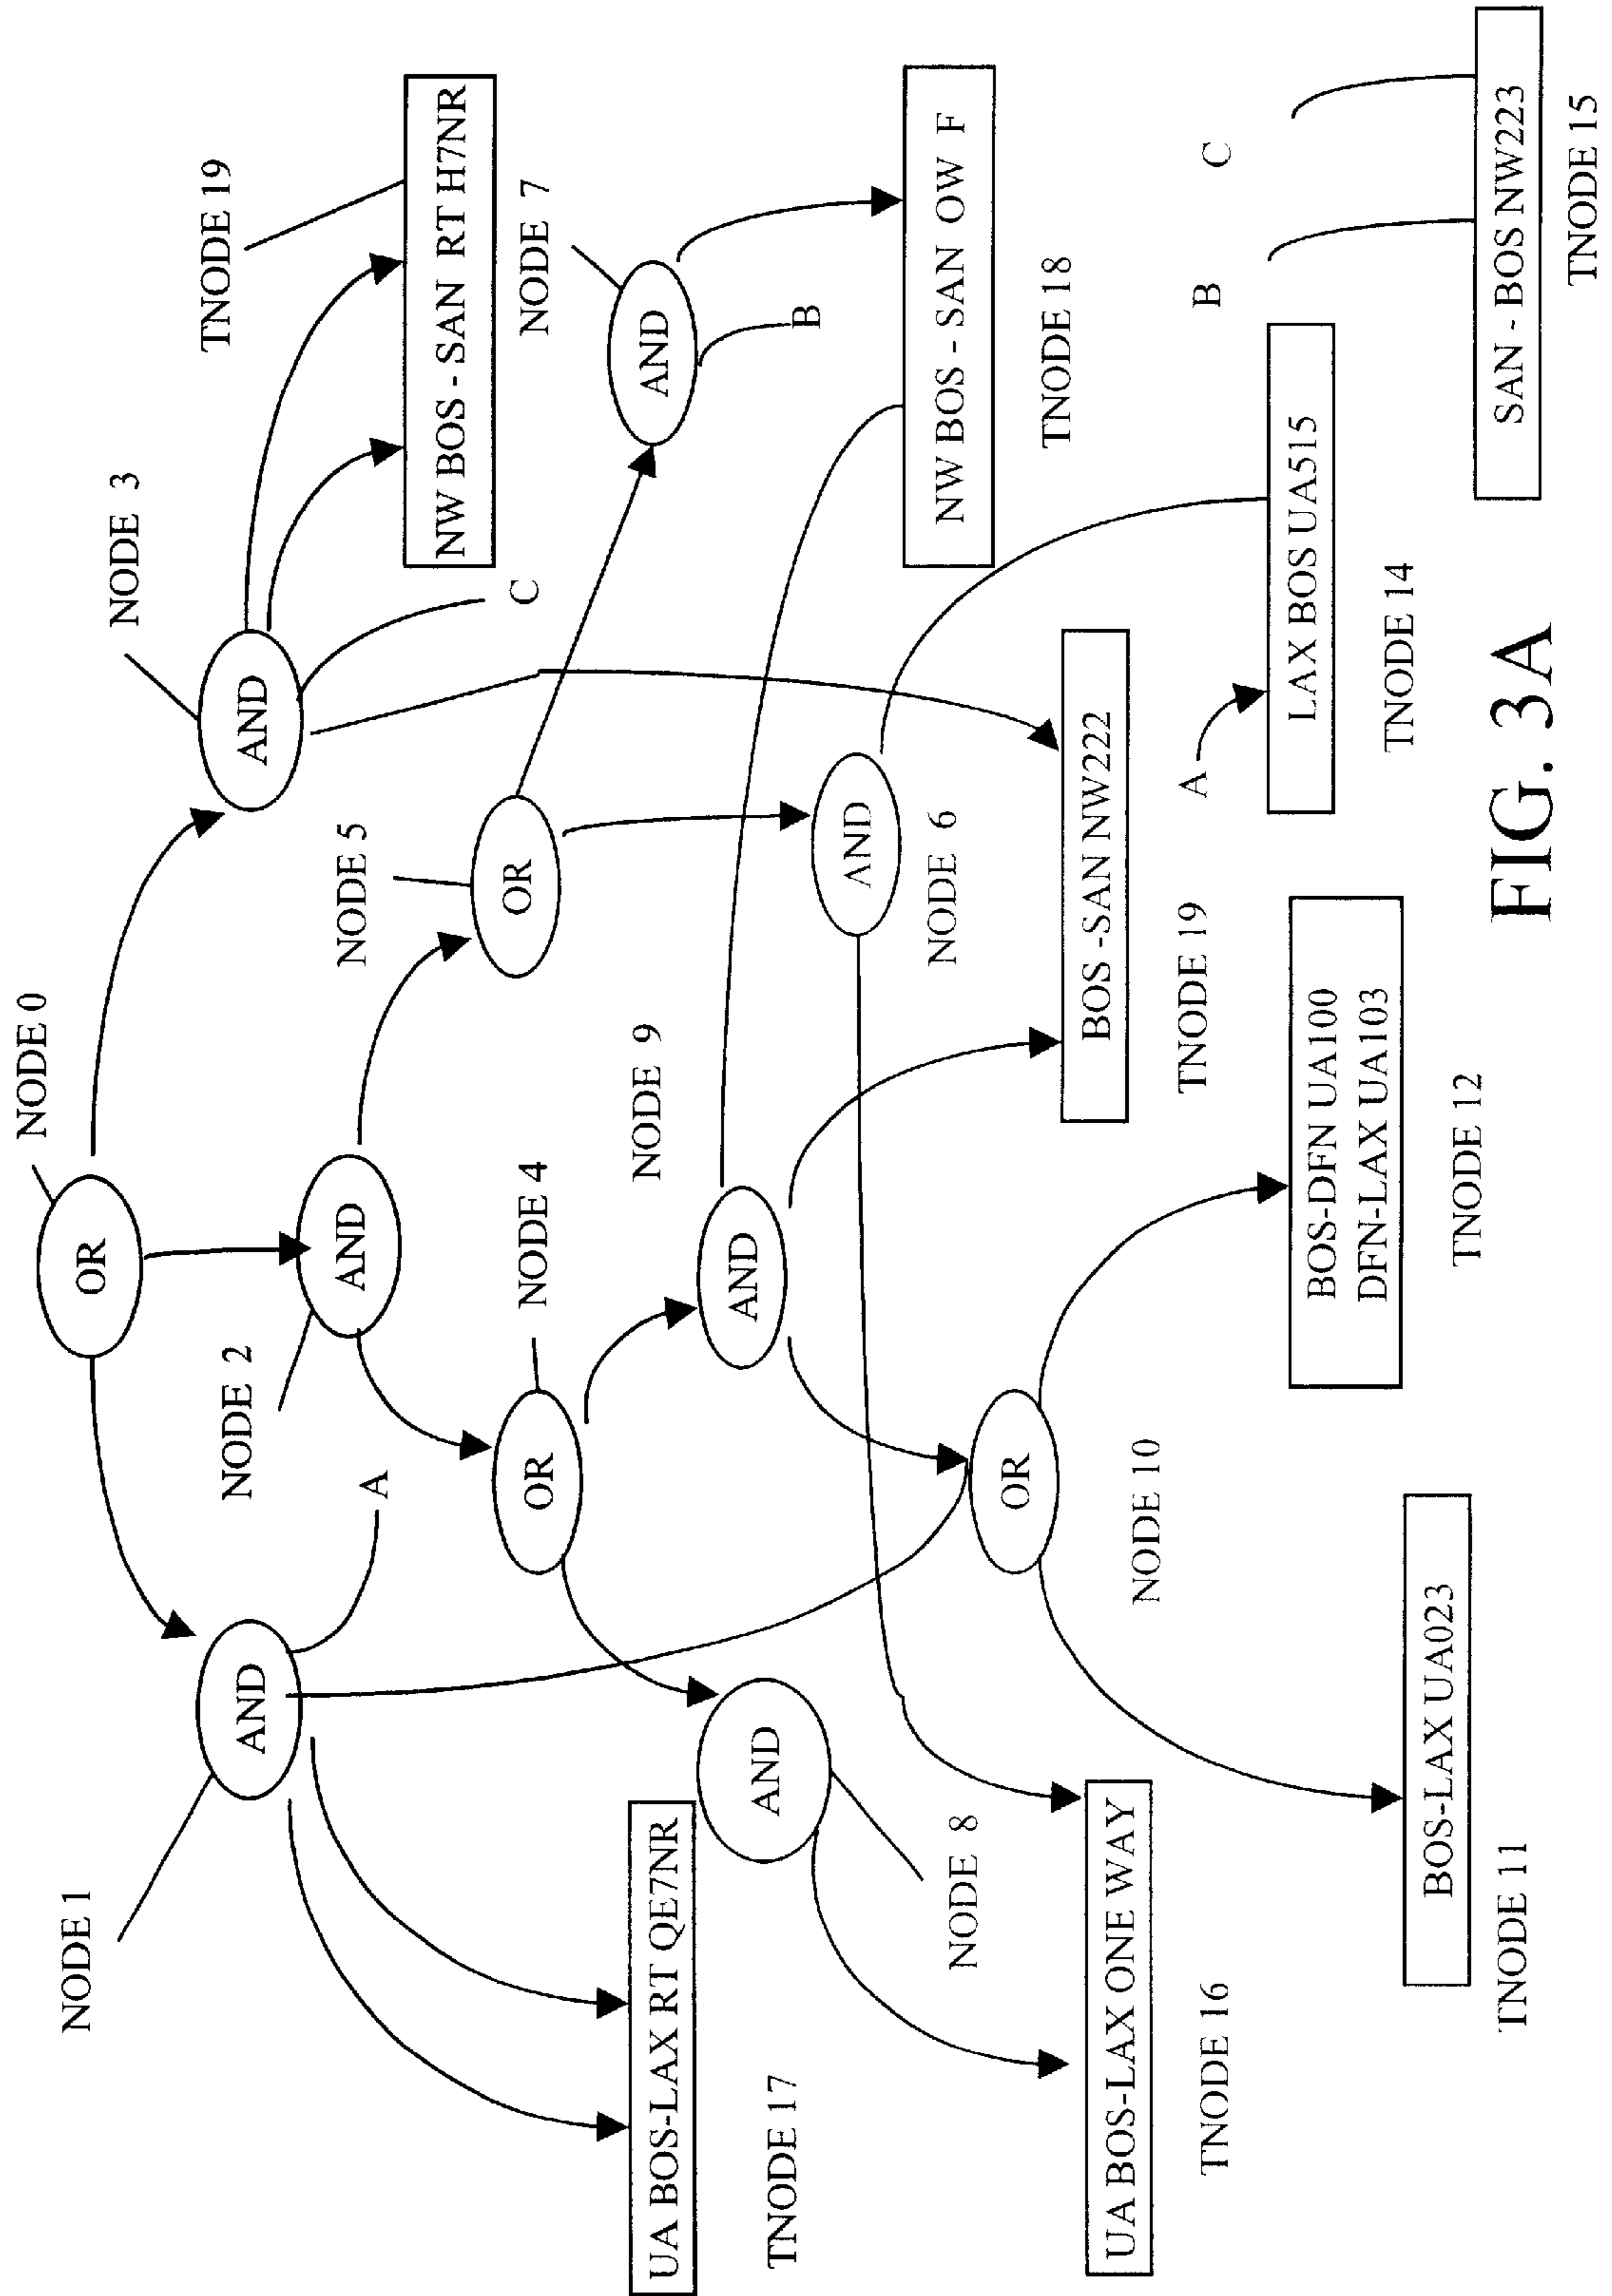 NODE 0
OR
NODE 1
AND
NODE 2
AND
NODE 3
AND
A
C
TNODE 19
NW BOS - SAN RT H7NR
NODE 4
OR
NODE 5
OR
NODE 7
AND
B
UA BOS-LAX RT QE7NR
TNODE 17
AND
NODE 8
NODE 9
AND
AND
NODE 6
NW BOS - SAN OW F
TNODE 18
OR
NODE 10
UA BOS-LAX ONE WAY
TNODE 16
BOS -SAN NW222
TNODE 19
A
B
C
BOS-LAX UA023
TNODE 11
BOS-DFN UA100
DFN-LAX UA103
TNODE 12
LAX BOS UA515
TNODE 14
SAN - BOS NW223
TNODE 15
FIG. 3A